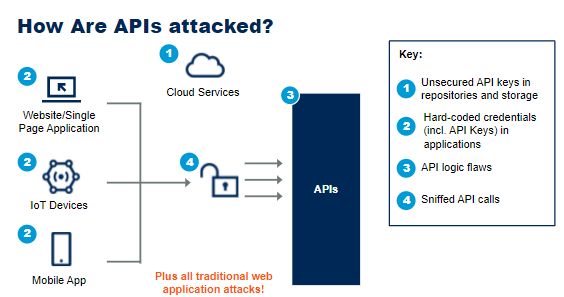 How Are APIs attacked?
1
Cloud Services
2
Website/Single
Page Application
2
IoT Devices
2
Mobile App
4
3
APIs
Plus all traditional web
application attacks!
Key:
1 Unsecured API keys in
repositories and storage
2 Hard-coded credentials
(incl. API Keys) in
applications
3 API logic flaws
4 Sniffed API calls